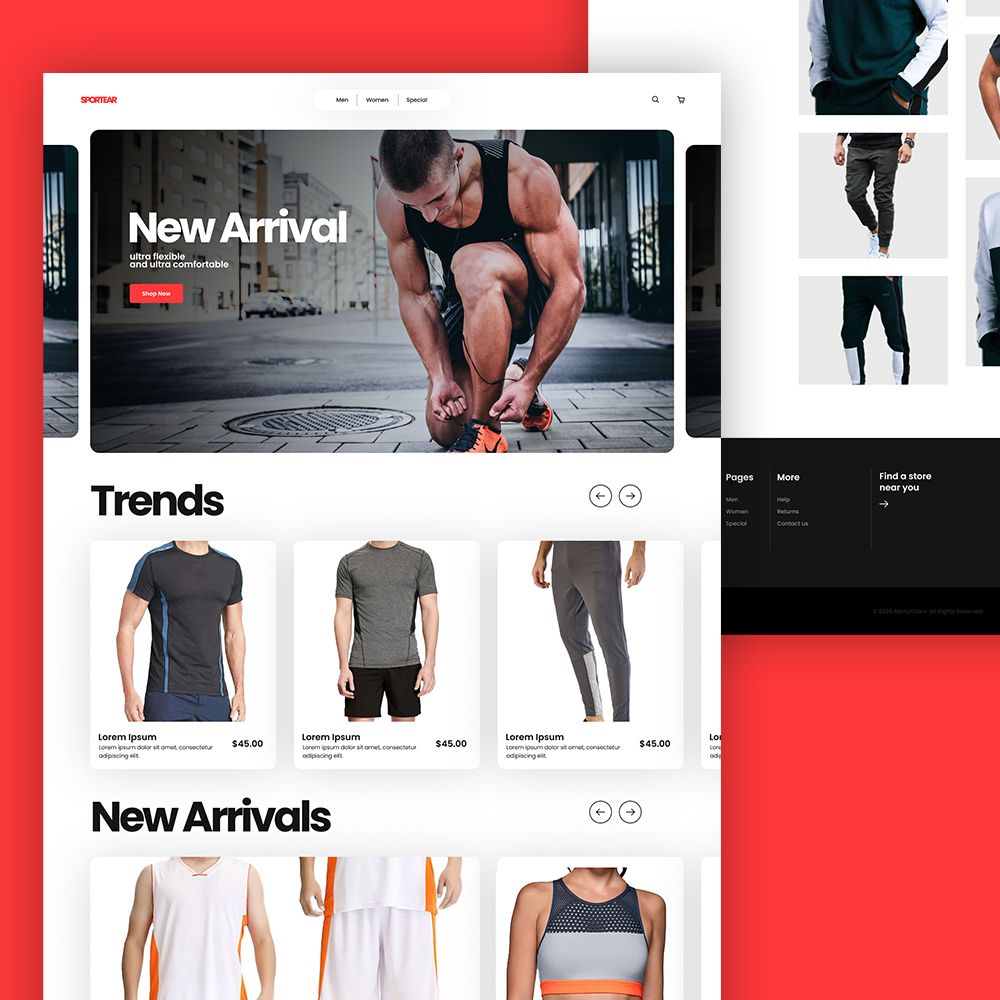 SPORTEAR
Men
Women
Special
New Arrival
ultra flexible
and ultra comfortable
Shop Now
Trends
Lorem Ipsum
Lorem ipsum dolor sit amet, consectetur
adipiscing elit.
$45.00
Lorem Ipsum
Lorem ipsum dolor sit amet, consectetur
adipiscing elit.
$45.00
Lorem Ipsum
Lorem ipsum dolor sit amet, consectetur
adipiscing elit.
$45.00
New Arrivals
Pages
Men
Women
Special
More
Help
Returns
Contact us
Find a store
near you
All Rights Reserved